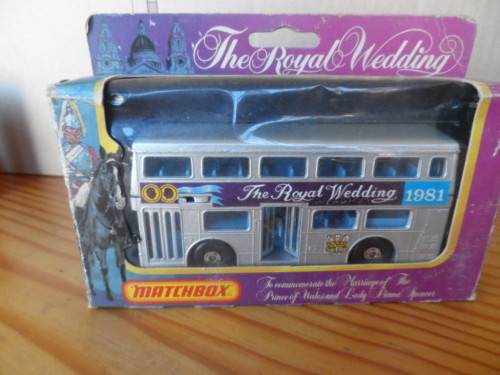 The Royal Wedding
The Royal Wedding 1981
MATCHBOX
To commemorate the Marriage of The
Prince of Wales and Lady Diana Spencer